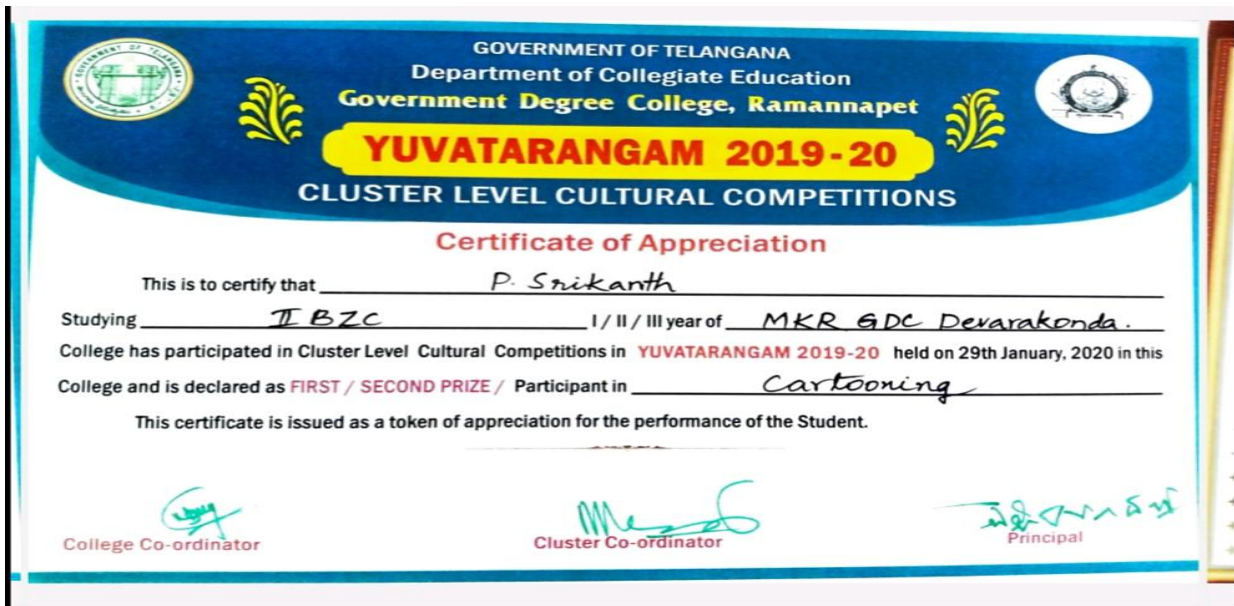 GOVERNMENT OF TELANGANA
Department of Collegiate Education
Government Degree College, Ramannapet
YUVATARANGAM 2019-20
CLUSTER LEVEL CULTURAL COMPETITIONS
Certificate of Appreciation
This is to certify that P. Srikanth
Studying II BZC I / II / III year of MKR GDC Devarakonda.
College has participated in Cluster Level Cultural Competitions in YUVATARANGAM 2019-20 held on 29th January, 2020 in this
College and is declared as FIRST / SECOND PRIZE / Participant in Cartooning
This certificate is issued as a token of appreciation for the performance of the Student.
College Co-ordinator Cluster Co-ordinator Principal